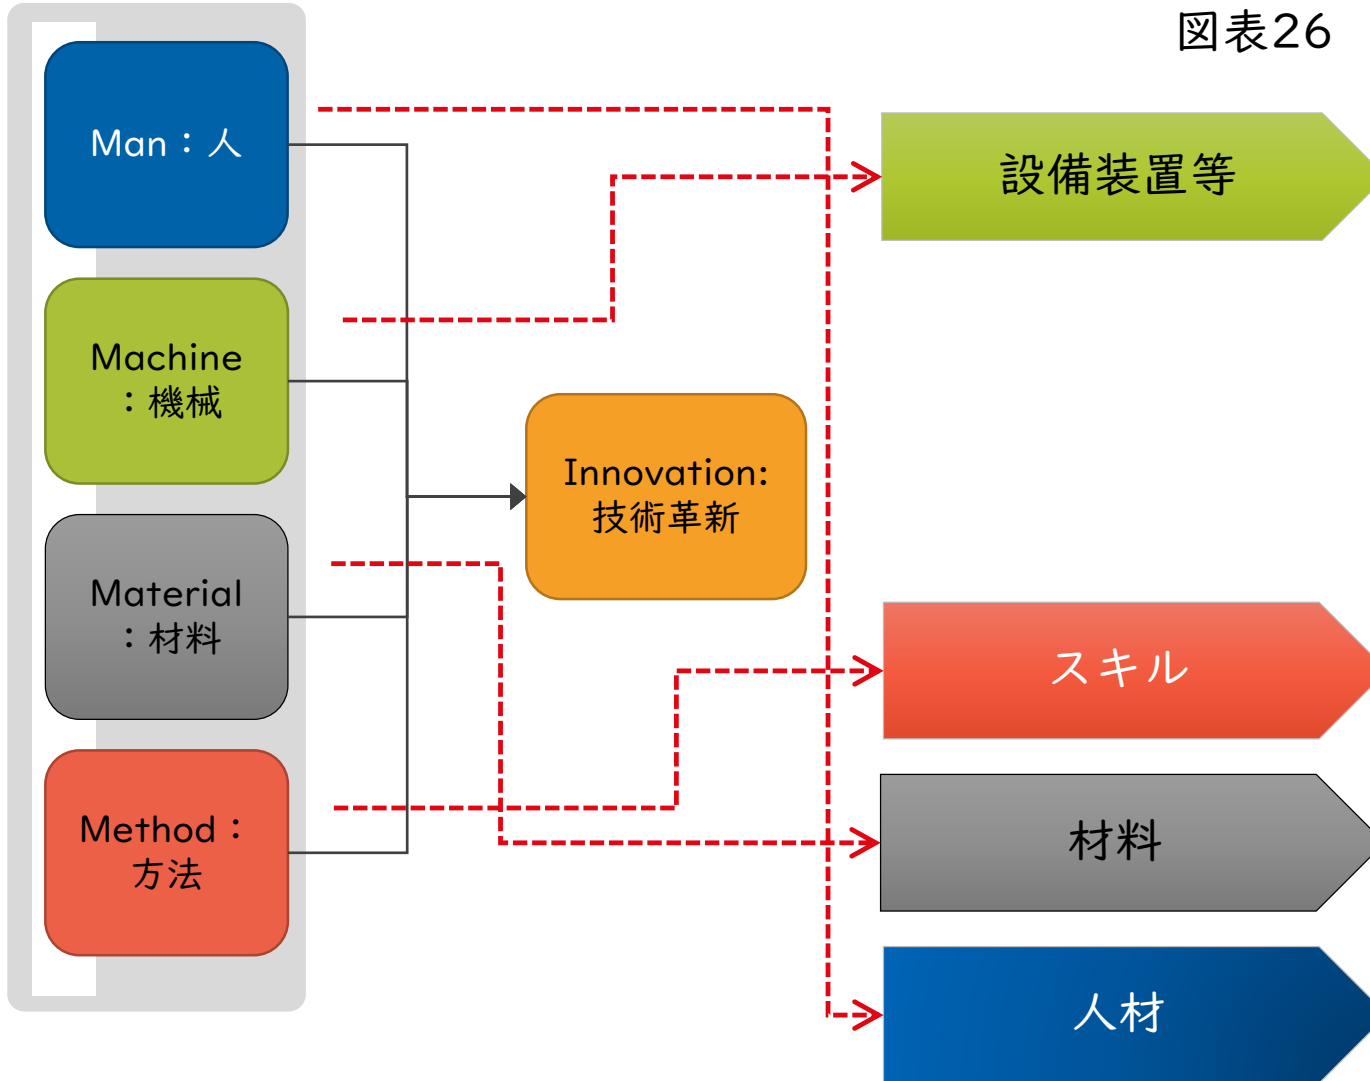 図表26
Man：人
Machine
：機械
Material
：材料
Method：
方法
Innovation:
技術革新
設備装置等
スキル
材料
人材